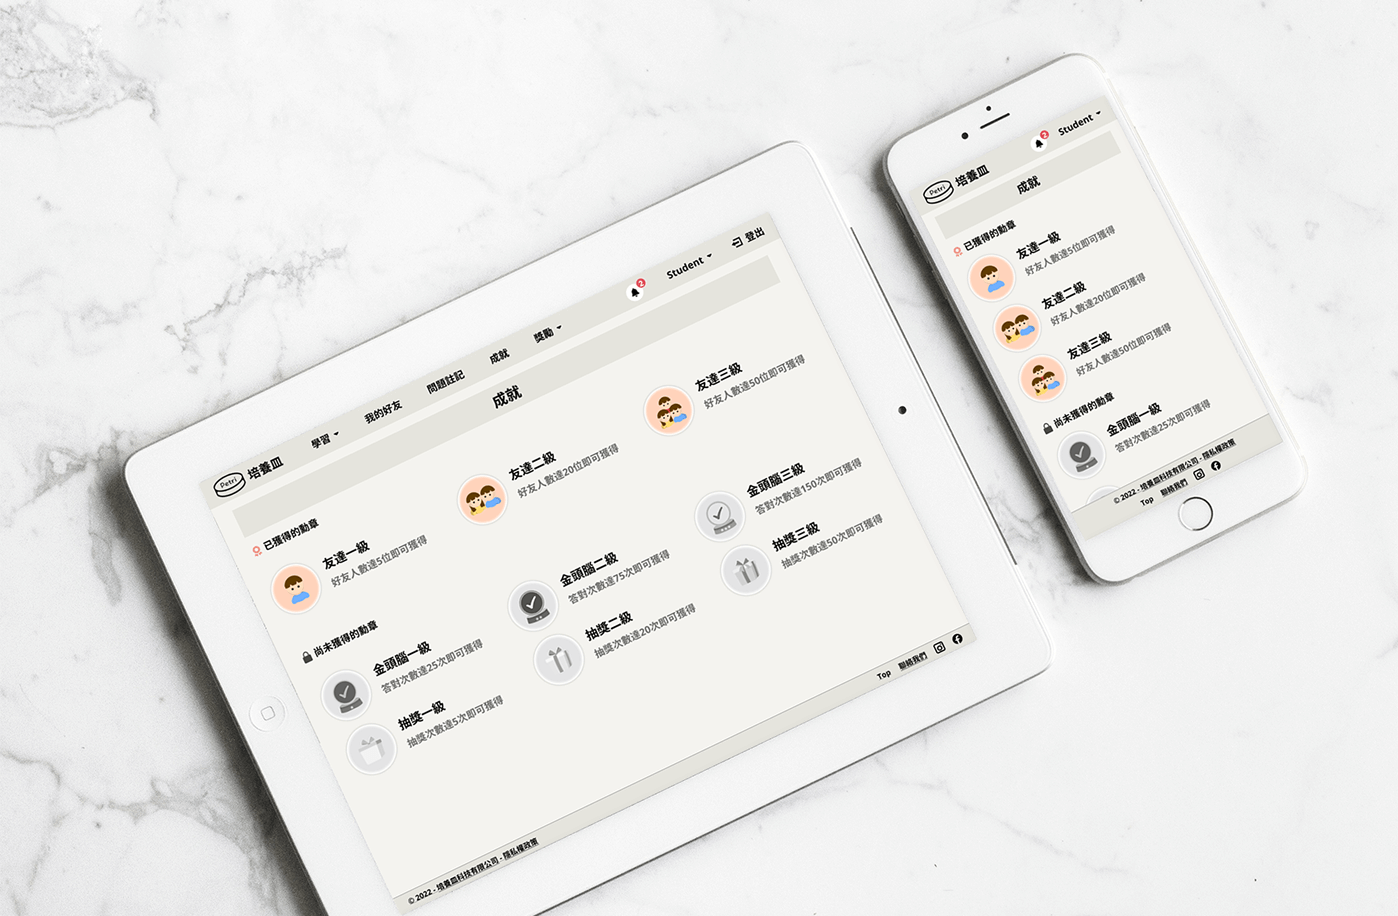 Petri 培養皿
學習
我的好友
問題註記
成就
獎勵
2
Student
登出
成就
已獲得的勳章
友達一級
好友人數達5位即可獲得
友達二級
好友人數達20位即可獲得
友達三級
好友人數達50位即可獲得
尚未獲得的勳章
金頭腦一級
答對次數達25次即可獲得
金頭腦二級
答對次數達75次即可獲得
金頭腦三級
答對次數達150次即可獲得
抽獎一級
抽獎次數達5次即可獲得
抽獎二級
抽獎次數達20次即可獲得
抽獎三級
抽獎次數達50次即可獲得
© 2022 - 培養皿科技有限公司 - 隱私權政策
Top 聯絡我們
Petri 培養皿
2
Student
成就
已獲得的勳章
友達一級
好友人數達5位即可獲得
友達二級
好友人數達20位即可獲得
友達三級
好友人數達50位即可獲得
尚未獲得的勳章
金頭腦一級
答對次數達25次即可獲得
© 2022 - 培養皿科技有限公司 - 隱私權政策
Top 聯絡我們